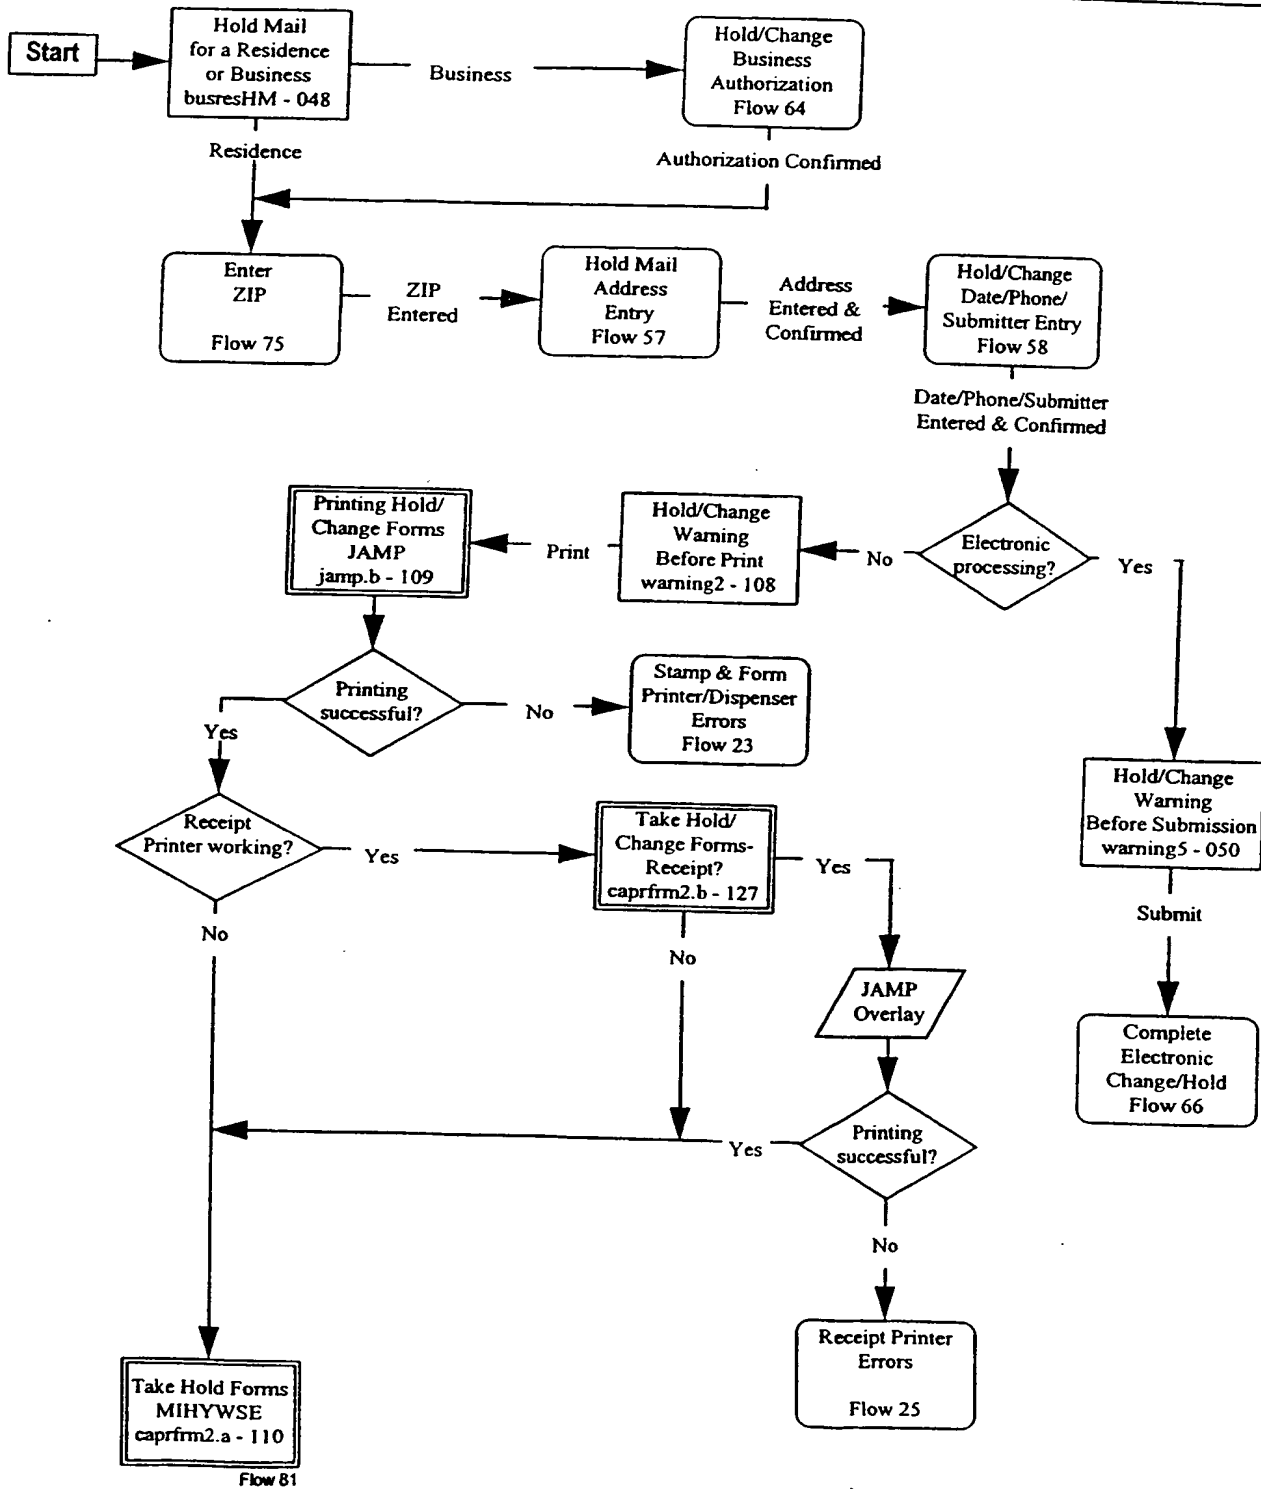 Start
Hold Mail
for a Residence
or Business
busresHM - 048
Business
Hold/Change
Business
Authorization
Flow 64
Residence
Authorization Confirmed
Enter
ZIP
Flow 75
ZIP
Entered
Hold Mail
Address
Entry
Flow 57
Address
Entered &
Confirmed
Hold/Change
Date/Phone/
Submitter Entry
Flow 58
Date/Phone/Submitter
Entered & Confirmed
Printing Hold/
Change Forms
JAMP
jamp.b - 109
Print
Hold/Change
Warning
Before Print
warning2 - 108
No
Electronic
processing?
Yes
Printing
successful?
No
Stamp & Form
Printer/Dispenser
Errors
Flow 23
Yes
Hold/Change
Warning
Before Submission
warning5 - 050
Receipt
Printer working?
Yes
Take Hold/
Change Forms-
Receipt?
caprfrm2.b - 127
Yes
Submit
No
No
JAMP
Overlay
Complete
Electronic
Change/Hold
Flow 66
Yes
Printing
successful?
No
Receipt Printer
Errors
Flow 25
Take Hold Forms
MIHYWSE
caprfrm2.a - 110
Flow 81